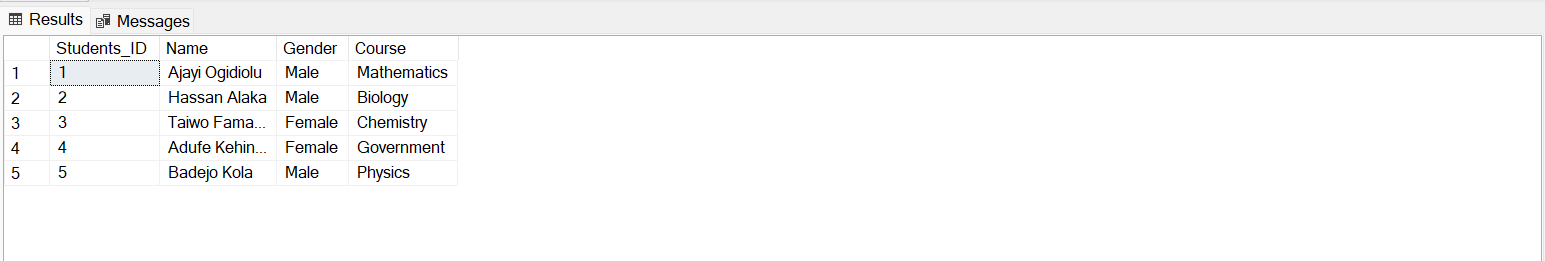 Results Messages
Students_ID Name Gender Course
1 1 Ajayi Ogidiolu Male Mathematics
2 2 Hassan Alaka Male Biology
3 3 Taiwo Fama... Female Chemistry
4 4 Adufe Kehin... Female Government
5 5 Badejo Kola Male Physics